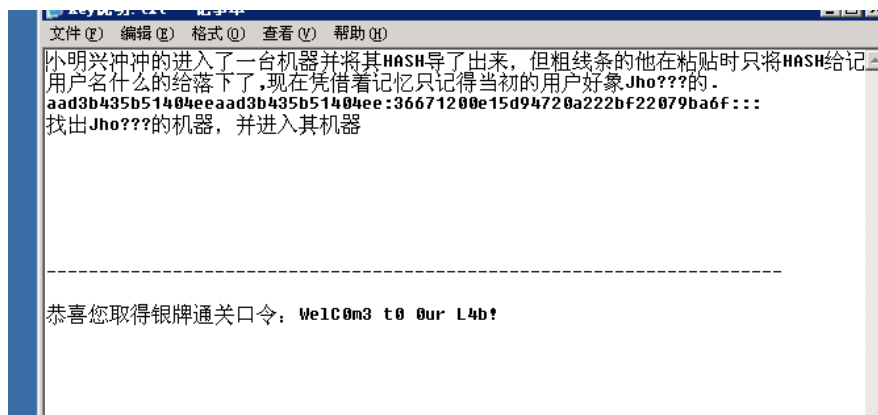 文件(F) 编辑(E) 格式(O) 查看(V) 帮助(H)
小明兴冲冲的进入了一台机器并将其HASH导了出来，但粗线条的他在粘贴时只将HASH给记
用户名什么的给落下了,现在凭借着记忆只记得当初的用户好象Jho???的.
aad3b435b51404eeaad3b435b51404ee:36671200e15d94720a222bf22079ba6f:::
找出Jho???的机器，并进入其机器
--------------------------------------------------------------------
恭喜您取得银牌通关口令：WelC0m3 t0 0ur L4b!